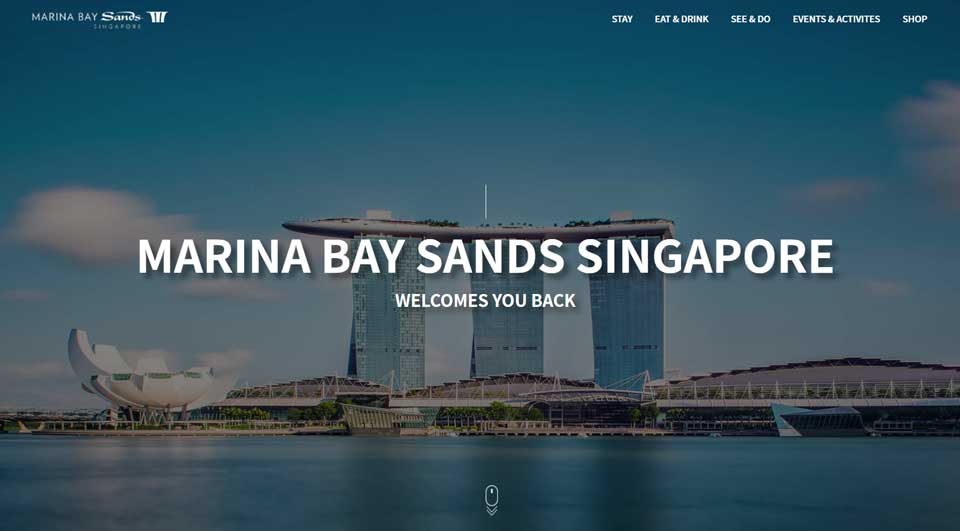 MARINA BAY Sands
SINGAPORE
STAY
EAT & DRINK
SEE & DO
EVENTS & ACTIVITES
SHOP
MARINA BAY SANDS SINGAPORE
WELCOMES YOU BACK